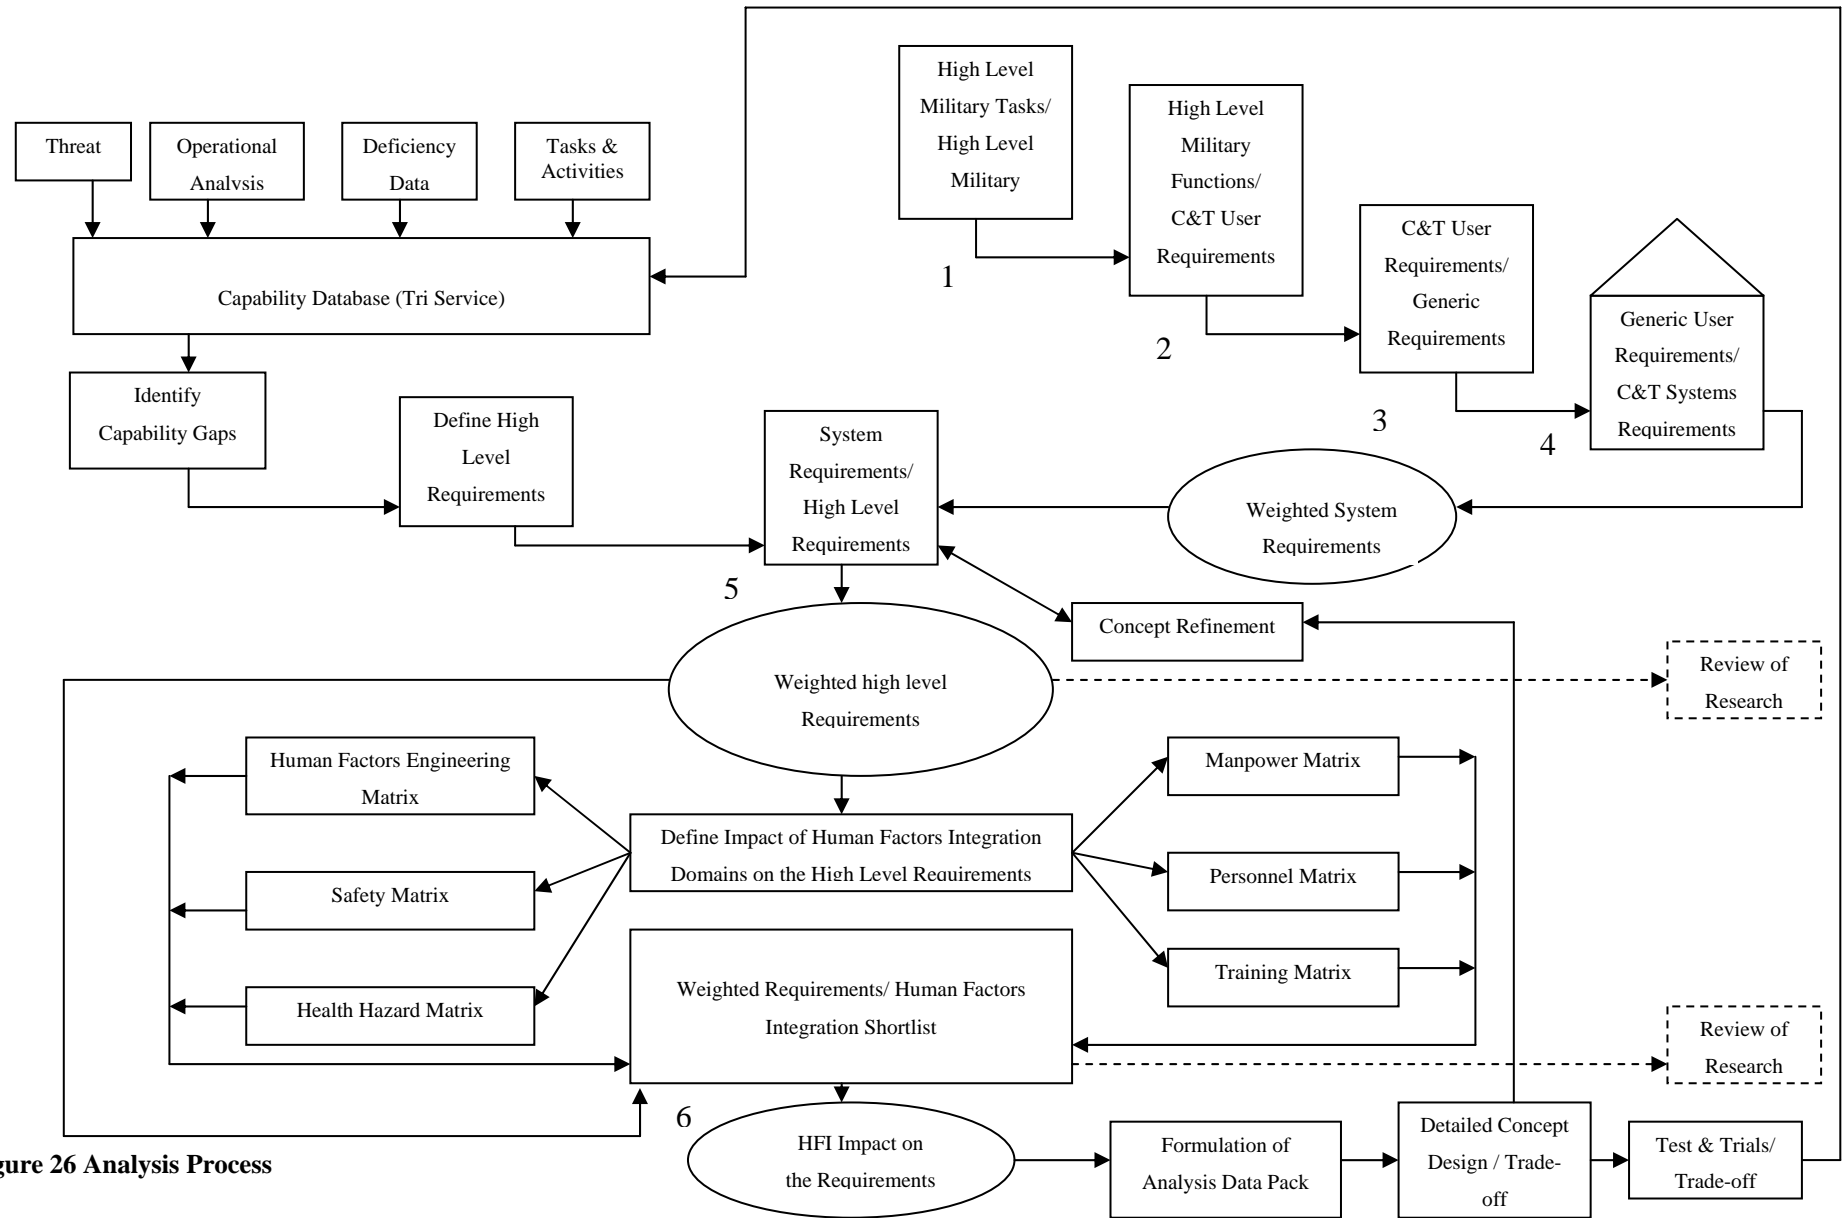 High Level
Military Tasks/
High Level
Military
High Level
Military
Functions/
C&T User
Requirements
Threat
Operational
Analysis
Deficiency
Data
Tasks &
Activities
C&T User
Requirements/
Generic
Requirements
Capability Database (Tri Service)
1
2
3
4
Generic User
Requirements/
C&T Systems
Requirements
Identify
Capability Gaps
Define High
Level
Requirements
System
Requirements/
High Level
Requirements
Weighted System
Requirements
5
Concept Refinement
Weighted high level
Requirements
Review of
Research
Human Factors Engineering
Matrix
Manpower Matrix
Define Impact of Human Factors Integration
Domains on the High Level Requirements
Safety Matrix
Personnel Matrix
Health Hazard Matrix
Training Matrix
Weighted Requirements/ Human Factors
Integration Shortlist
Review of
Research
6
HFI Impact on
the Requirements
Formulation of
Analysis Data Pack
Detailed Concept
Design / Trade-
off
Test & Trials/
Trade-off
gure 26 Analysis Process